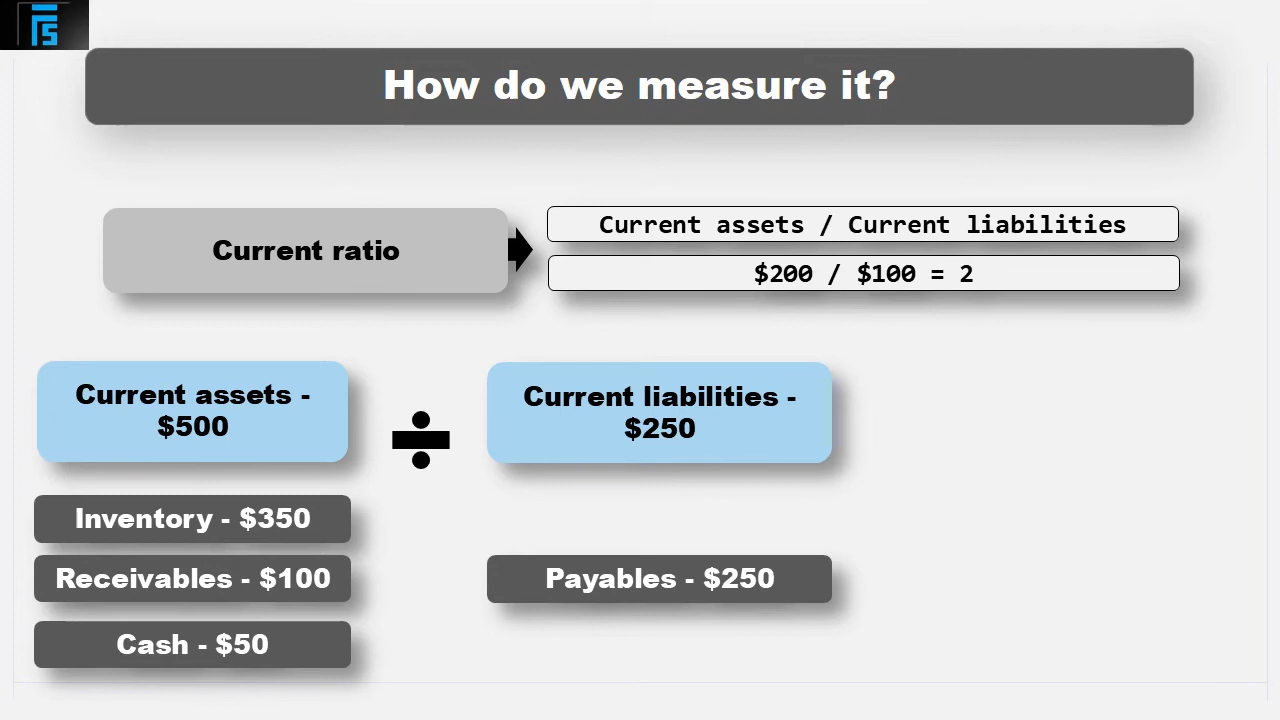 How do we measure it?
Current ratio
Current assets / Current liabilities
$200 / $100 = 2
Current assets -
$500
Current liabilities -
$250
Inventory - $350
Receivables - $100
Payables - $250
Cash - $50